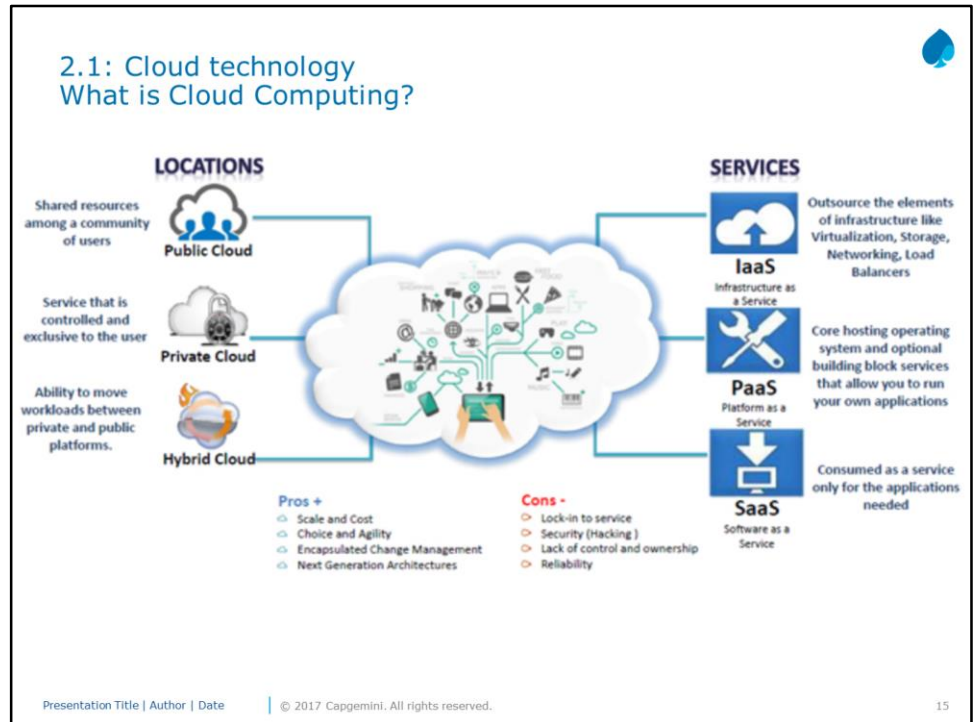 2.1: Cloud technology
What is Cloud Computing?
LOCATIONS
Shared resources
among a community
of users
Public Cloud
Service that is
controlled and
exclusive to the user
Private Cloud
Ability to move
workloads between
private and public
platforms.
Hybrid Cloud
SHOPPING
FOOD
PLAY
MUSIC
SERVICES
IaaS
Infrastructure as
a Service
Outsource the elements
of infrastructure like
Virtualization, Storage,
Networking, Load
Balancers
PaaS
Platform as a
Service
Core hosting operating
system and optional
building block services
that allow you to run
your own applications
SaaS
Software as a
Service
Consumed as a service
only for the applications
needed
Pros +
Scale and Cost
Choice and Agility
Encapsulated Change Management
Next Generation Architectures
Cons -
Lock-in to service
Security (Hacking )
Lack of control and ownership
Reliability
Presentation Title | Author | Date
© 2017 Capgemini. All rights reserved.
15